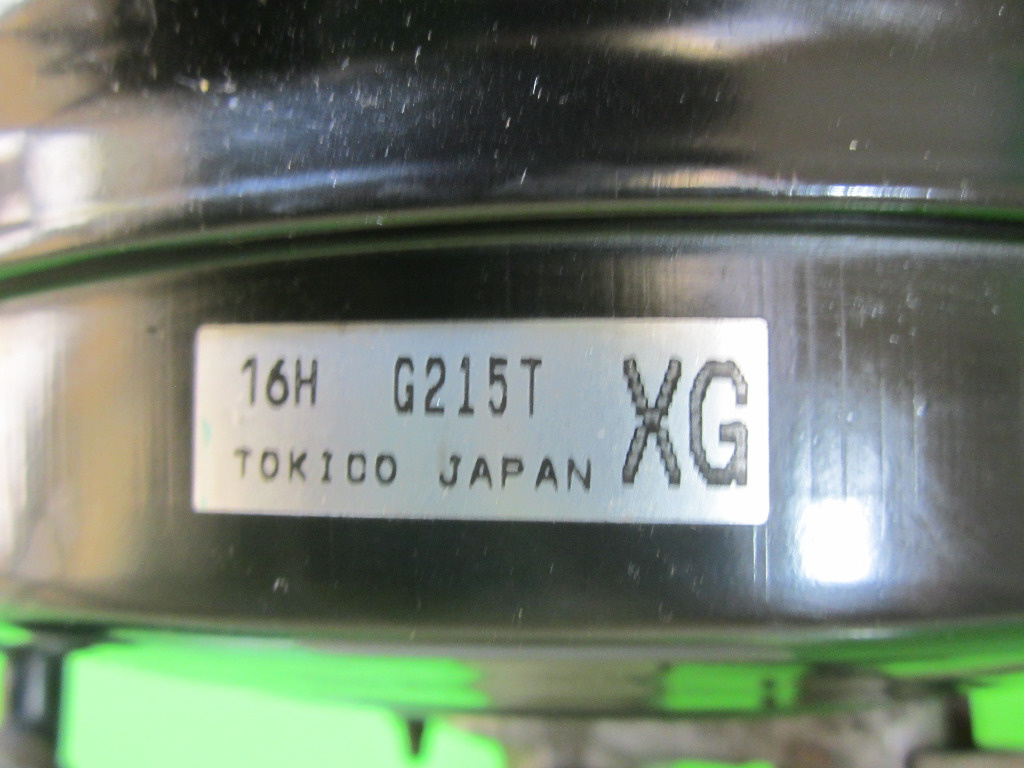 16H G215T XG
TOKICO JAPAN